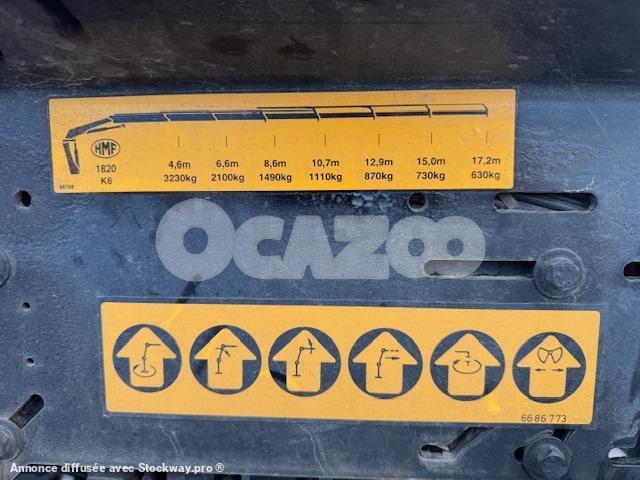 HMF
1820
K6
4,6m 6,6m 8,6m 10,7m 12,9m 15,0m 17,2m
3230kg 2100kg 1490kg 1110kg 870kg 730kg 630kg
OCAZOO
6686773
Annonce diffusée avec Stockway.pro ®